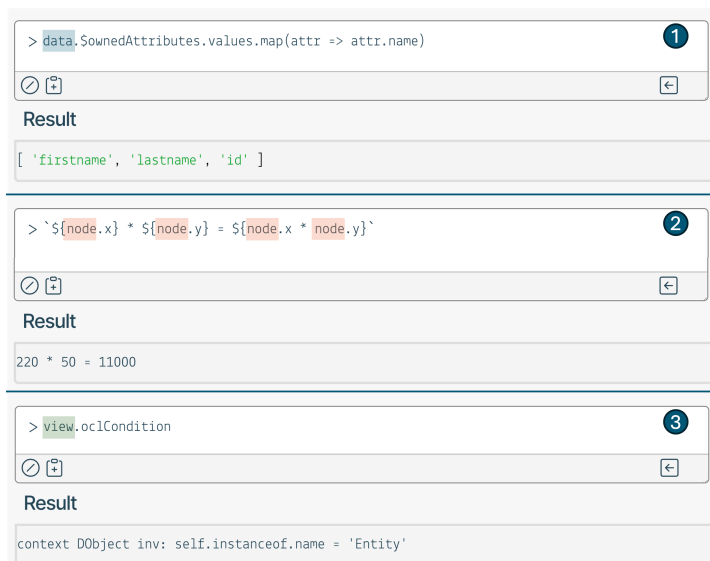 > data.$ownedAttributes.values.map(attr => attr.name)
1
Result
[ 'firstname', 'lastname', 'id' ]
> `${node.x} * ${node.y} = ${node.x * node.y}`
2
Result
220 * 50 = 11000
> view.oclCondition
3
Result
context DObject inv: self.instanceof.name = 'Entity'